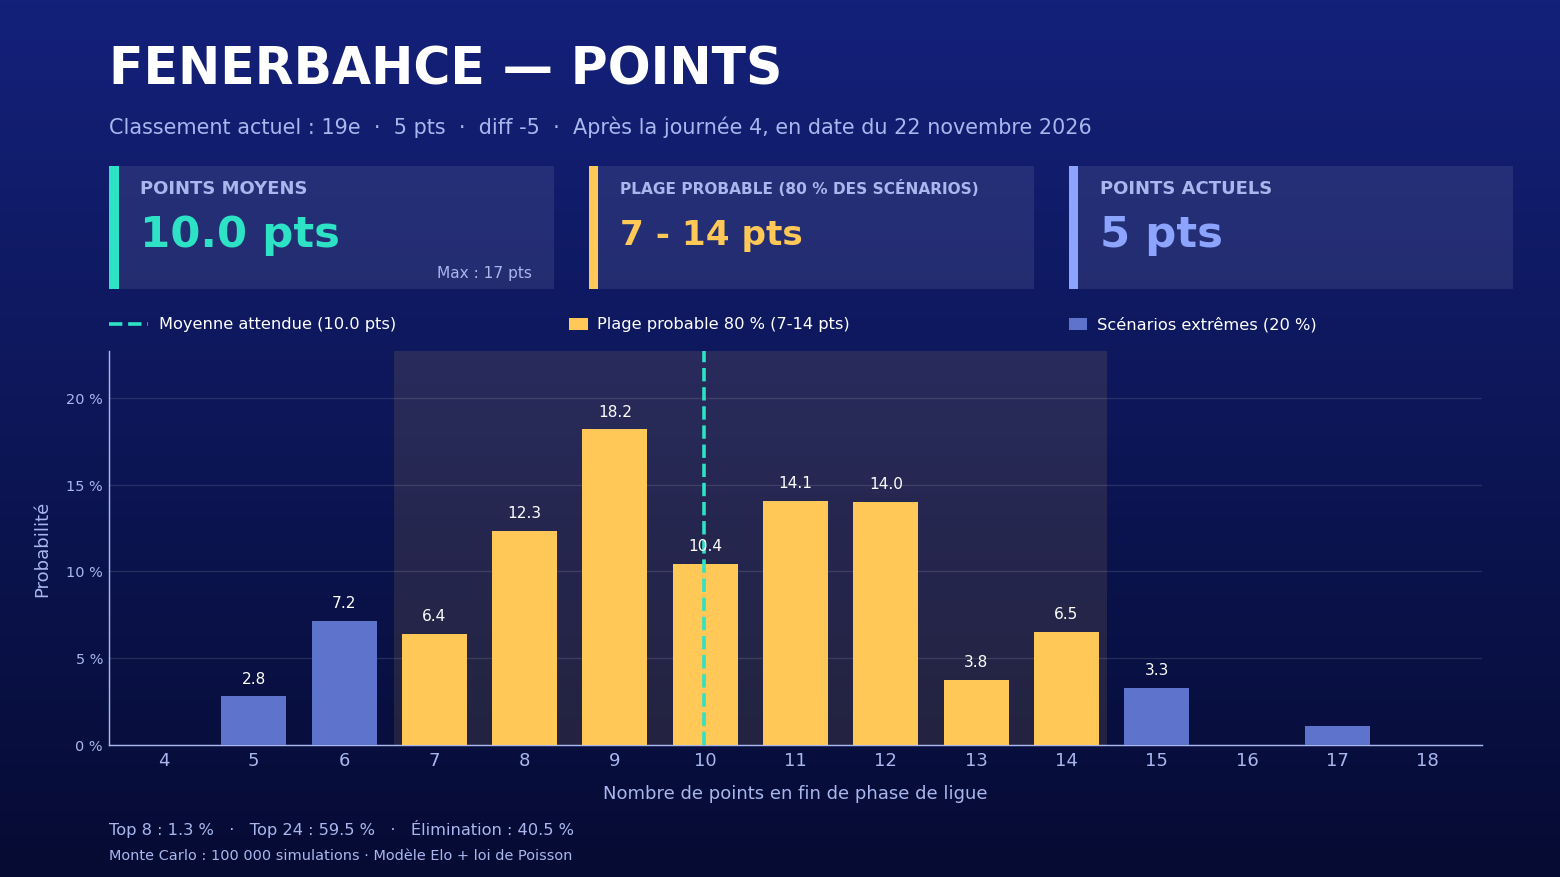 FENERBAHCE — POINTS
Classement actuel : 19e · 5 pts · diff -5 · Après la journée 4, en date du 22 novembre 2026
POINTS MOYENS
10.0 pts
Max : 17 pts
PLAGE PROBABLE (80 % DES SCÉNARIOS)
7 - 14 pts
POINTS ACTUELS
5 pts
Moyenne attendue (10.0 pts)
Plage probable 80 % (7-14 pts)
Scénarios extrêmes (20 %)
Probabilité
20 %
15 %
10 %
5 %
0 %
2.8
7.2
6.4
12.3
18.2
10.4
14.1
14.0
3.8
6.5
3.3
4 5 6 7 8 9 10 11 12 13 14 15 16 17 18
Nombre de points en fin de phase de ligue
Top 8 : 1.3 % · Top 24 : 59.5 % · Élimination : 40.5 %
Monte Carlo : 100 000 simulations · Modèle Elo + loi de Poisson